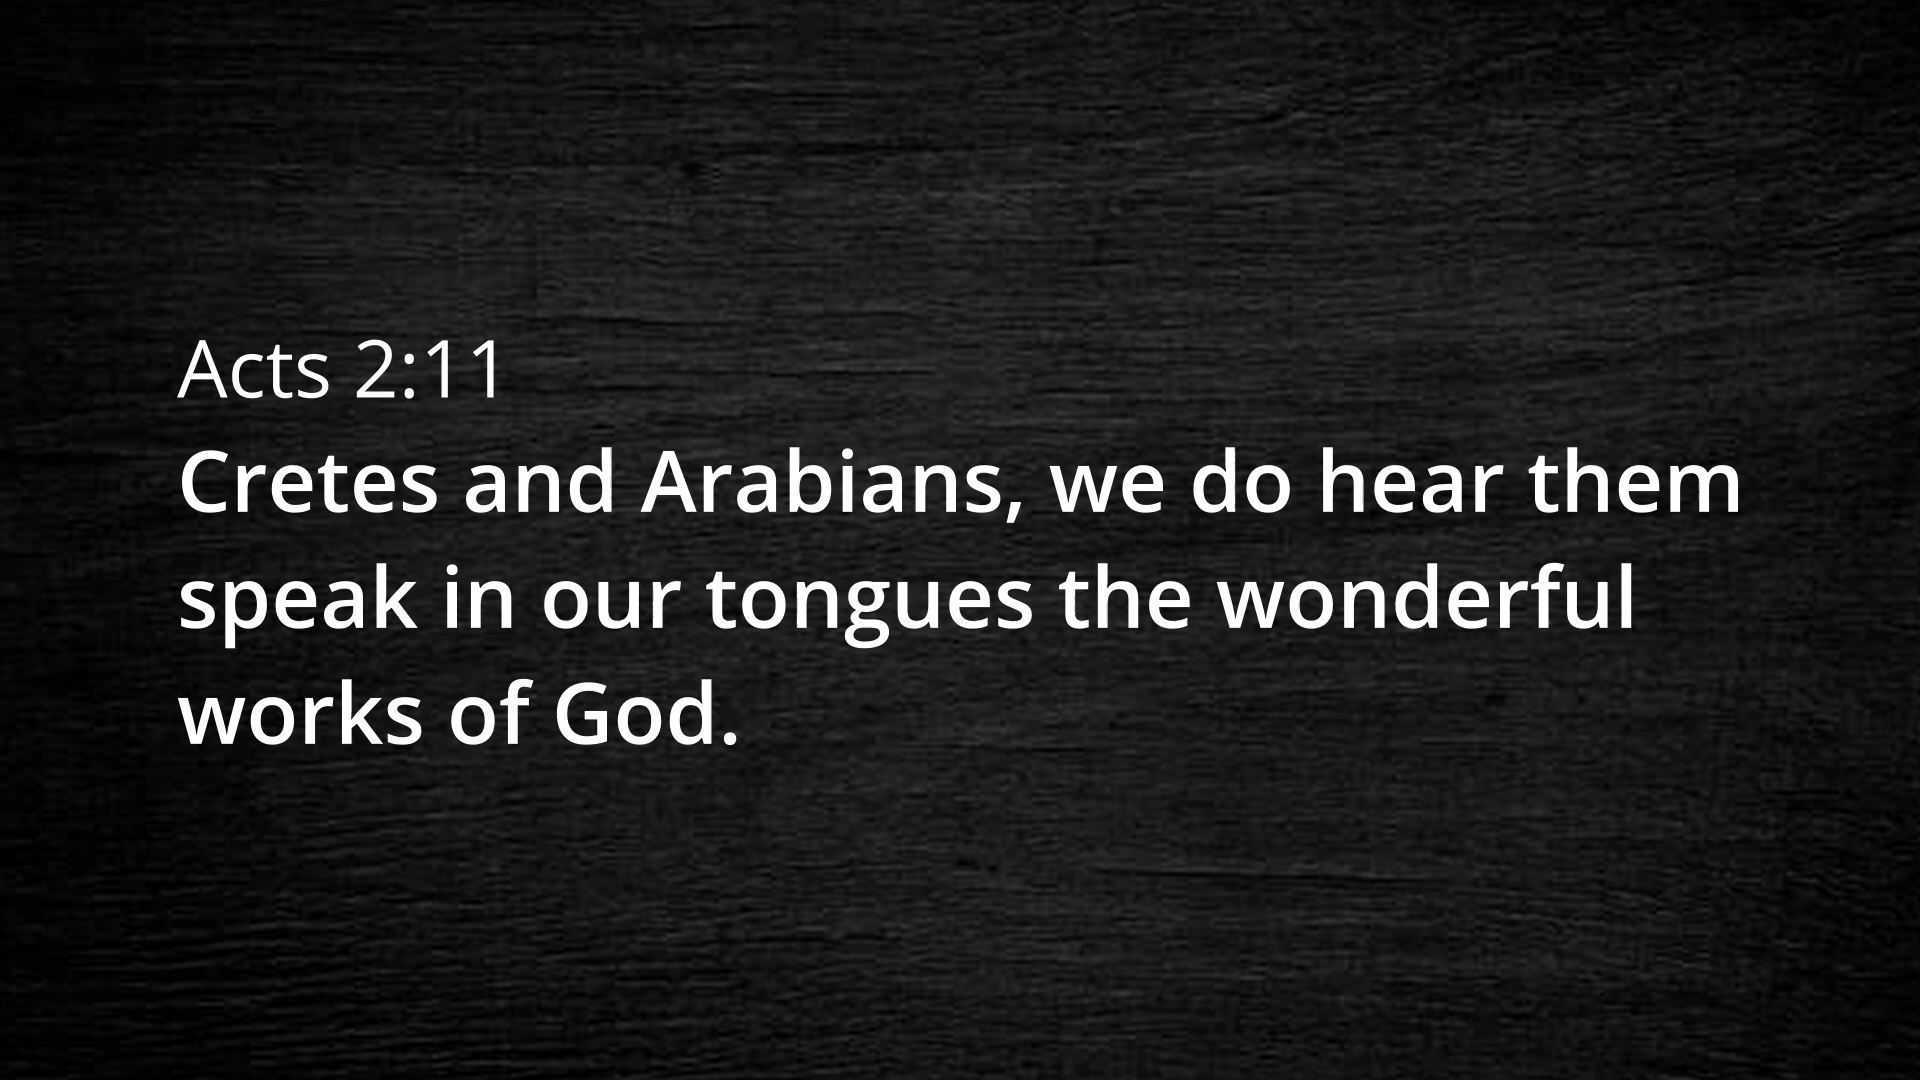 Acts 2:11
Cretes and Arabians, we do hear them
speak in our tongues the wonderful
works of God.